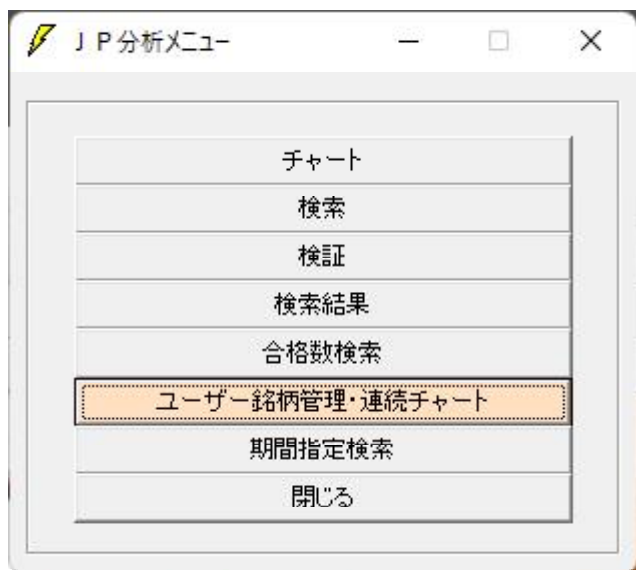 ＪＰ分析ﾒﾆｭｰ
チャート
検索
検証
検索結果
合格数検索
ユーザー銘柄管理・連続チャート
期間指定検索
閉じる